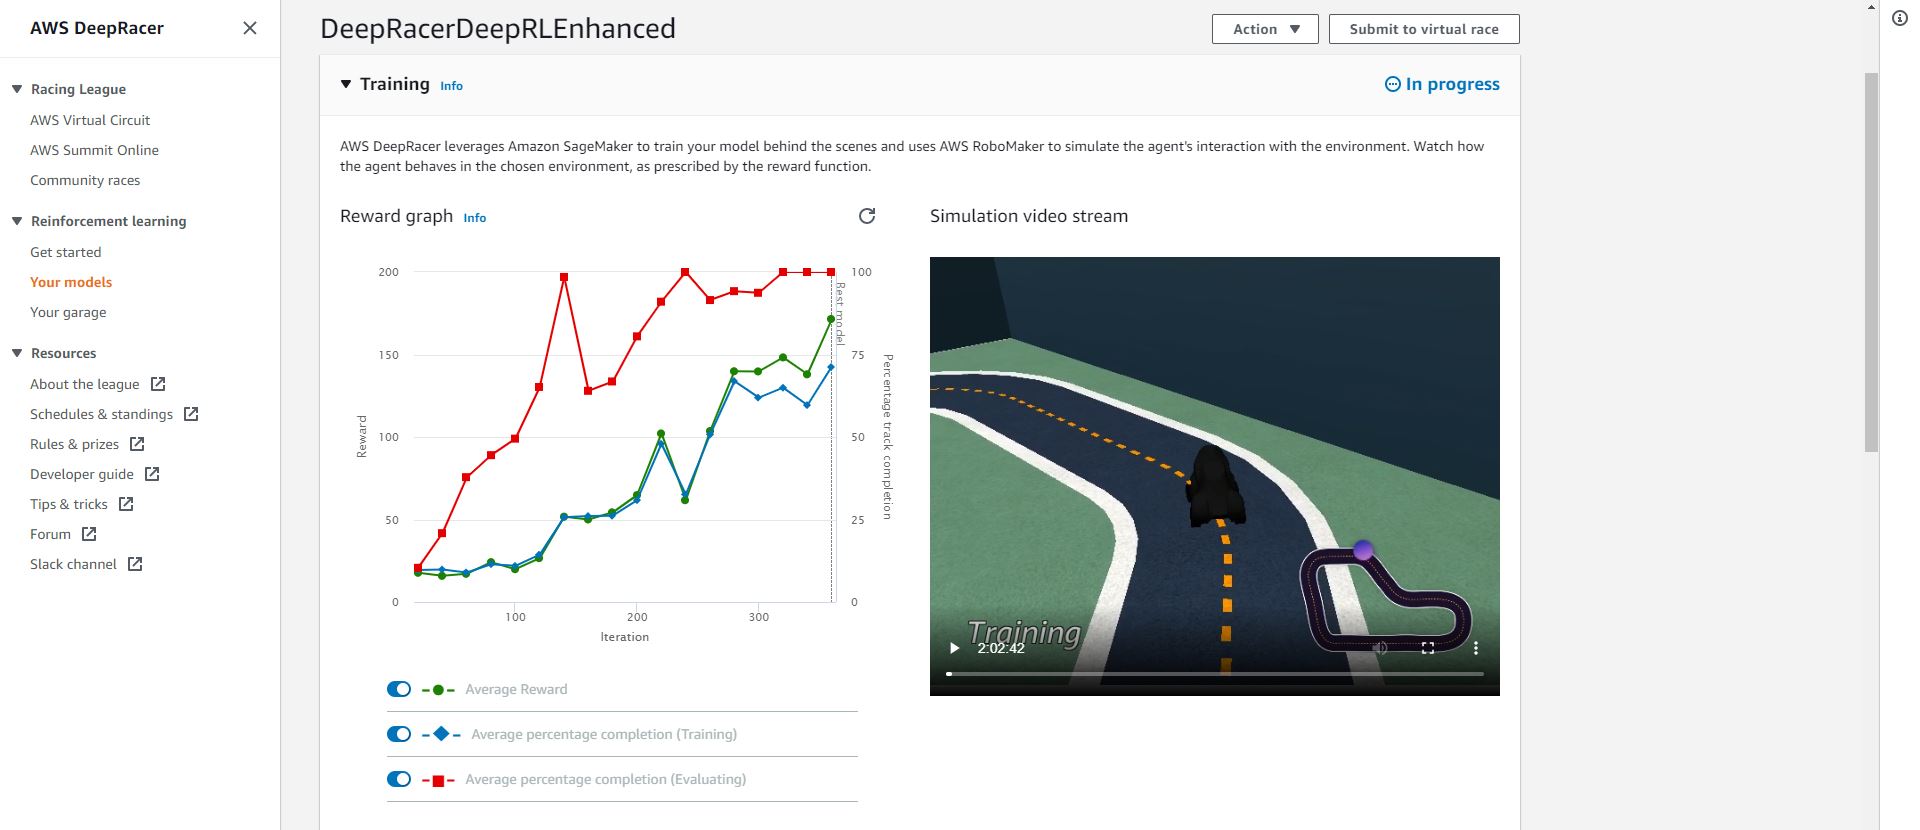 AWS DeepRacer
Racing League
AWS Virtual Circuit
AWS Summit Online
Community races
Reinforcement learning
Get started
Your models
Your garage
Resources
About the league
Schedules & standings
Rules & prizes
Developer guide
Tips & tricks
Forum
Slack channel
DeepRacerDeepRLEnhanced
Action
Submit to virtual race
Training Info
In progress
AWS DeepRacer leverages Amazon SageMaker to train your model behind the scenes and uses AWS RoboMaker to simulate the agent's interaction with the environment. Watch how
the agent behaves in the chosen environment, as prescribed by the reward function.
Reward graph Info
200
150
100
50
0
Reward
100
75
50
25
0
Percentage track completion
Best model
100
200
300
Iteration
Average Reward
Average percentage completion (Training)
Average percentage completion (Evaluating)
Simulation video stream
Training
2:02:42